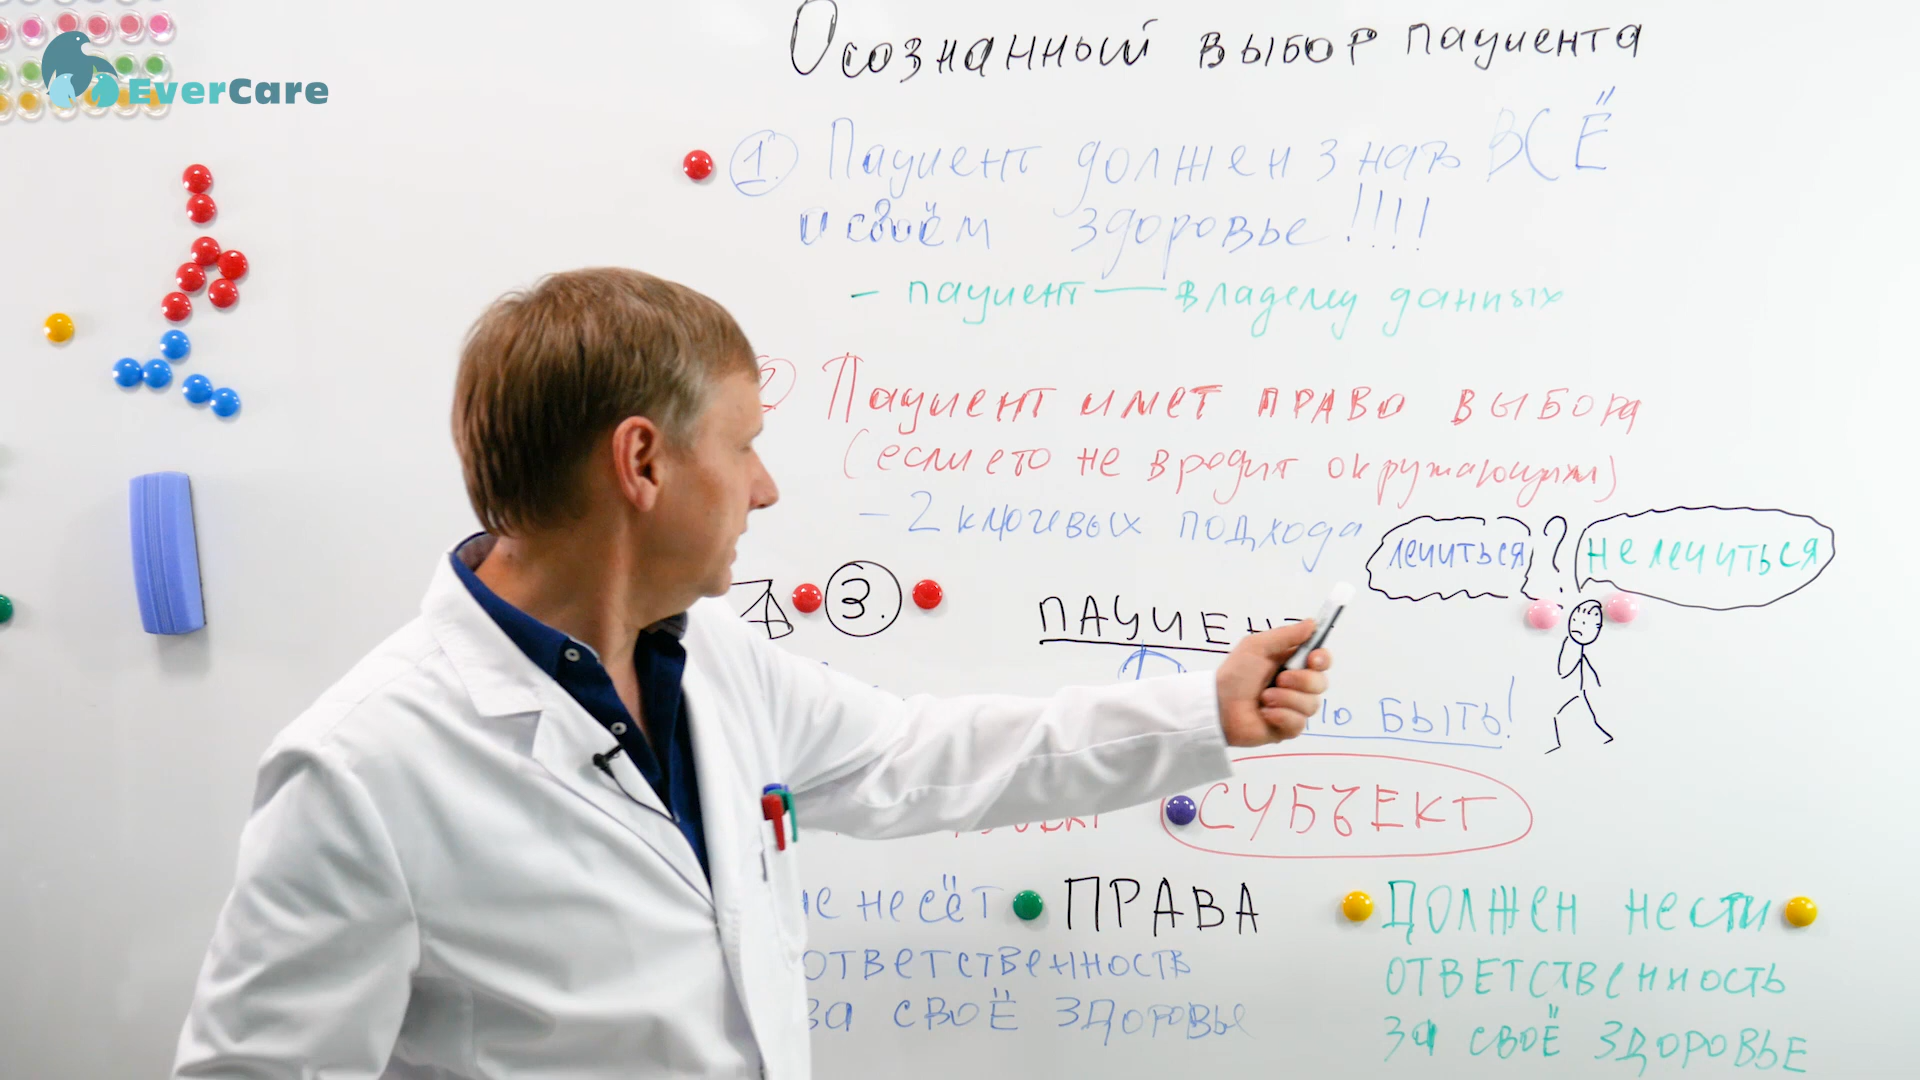 EverCare
Осознанный выбор пациента
1. Пациент должен знать ВСЁ
о своём здоровье!!!!
- пациент — владелец данных
2 Пациент имет ПРАВО ВЫБОРА
(если это не вредит окружающим)
- 2 ключевых подхода
лечиться ? не лечиться
3.
ПАЦИЕНТ
БЫТЬ!
СУБЪЕКТ
не несёт ПРАВА ДОЛЖЕН нести
ответственность ОТВЕТСТВЕННОСТЬ
за своё здоровье за своё ЗДОРОВЬЕ